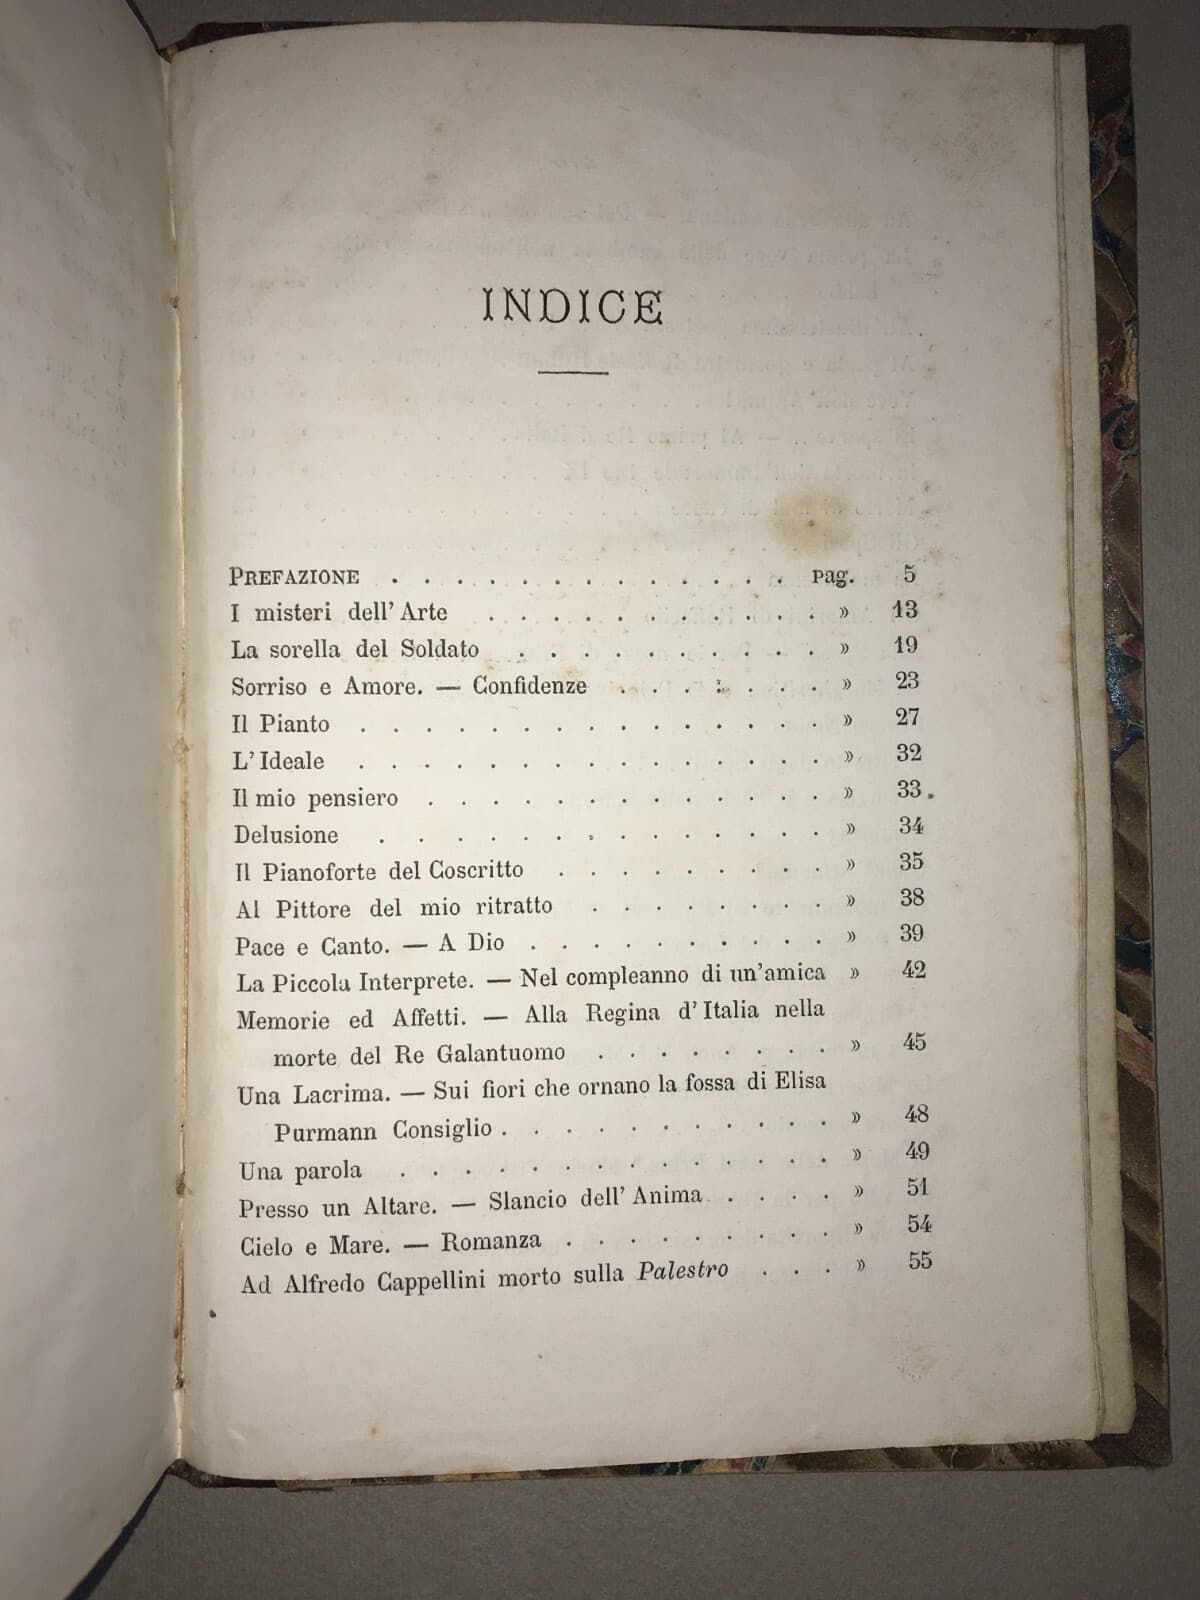 INDICE
PREFAZIONE . . . . . . . . . . . . . pag. 5
I misteri dell' Arte . . . . . . . . . . . » 13
La sorella del Soldato . . . . . . . . . . » 19
Sorriso e Amore. — Confidenze . . . . . . . » 23
Il Pianto . . . . . . . . . . . . . . . » 27
L' Ideale . . . . . . . . . . . . . . . » 32
Il mio pensiero . . . . . . . . . . . . . » 33
Delusione . . . . . . . . . . . . . . » 34
Il Pianoforte del Coscritto . . . . . . . . . » 35
Al Pittore del mio ritratto . . . . . . . . » 38
Pace e Canto. — A Dio . . . . . . . . . . » 39
La Piccola Interprete. — Nel compleanno di un'amica » 42
Memorie ed Affetti. — Alla Regina d' Italia nella
morte del Re Galantuomo . . . . . . . . » 45
Una Lacrima. — Sui fiori che ornano la fossa di Elisa
Purmann Consiglio . . . . . . . . . . . » 48
Una parola . . . . . . . . . . . . . . » 49
Presso un Altare. — Slancio dell' Anima . . . . » 51
Cielo e Mare. — Romanza . . . . . . . . . » 54
Ad Alfredo Cappellini morto sulla Palestro . . . » 55